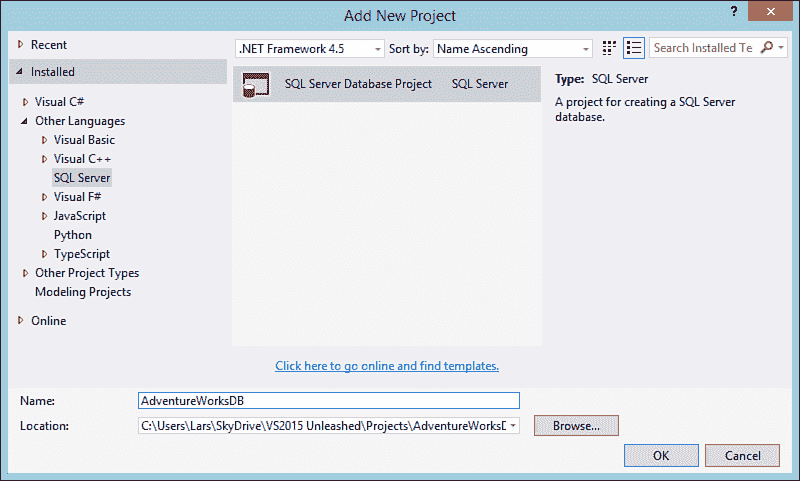 Add New Project
?
Recent
Installed
Visual C#
Other Languages
Visual Basic
Visual C++
SQL Server
Visual F#
JavaScript
Python
TypeScript
Other Project Types
Modeling Projects
Online
.NET Framework 4.5
Sort by: Name Ascending
Search Installed Te
SQL Server Database Project SQL Server
Type: SQL Server
A project for creating a SQL Server
database.
Click here to go online and find templates.
Name: AdventureWorksDB
Location: C:\Users\Lars\SkyDrive\VS2015 Unleashed\Projects\AdventureWorksD
Browse...
OK Cancel